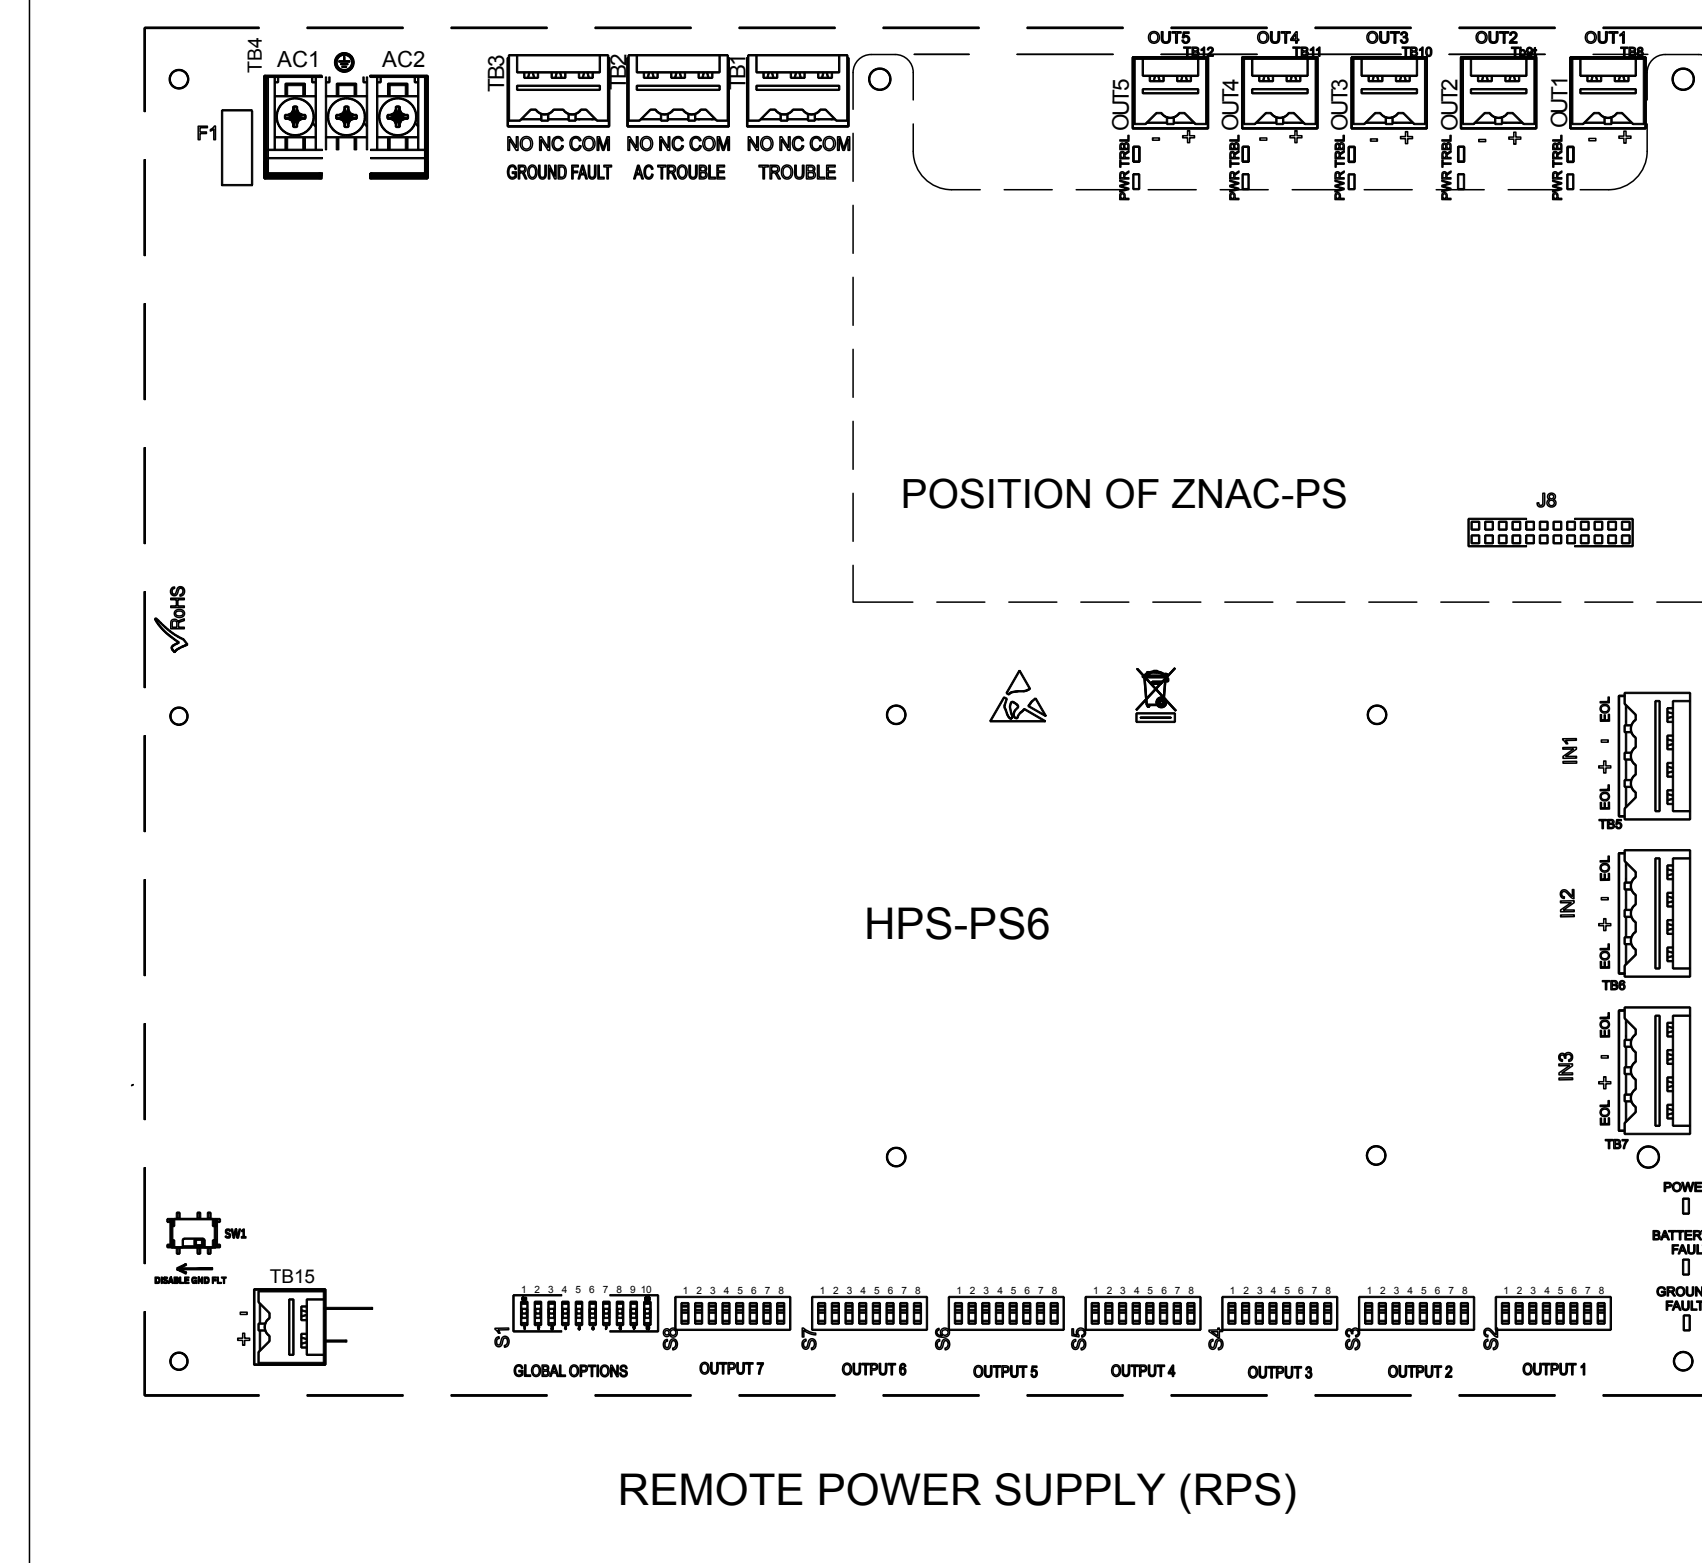 OUT5 OUT4 OUT3 OUT2 OUT1
TB12 TB11 TB10 Tb9t TB8
TB4 AC1 AC2 TB3 TB2 TB1
F1
OUT5 OUT4 OUT3 OUT2 OUT1
- + - + - + - + - +
NO NC COM NO NC COM NO NC COM
GROUND FAULT AC TROUBLE TROUBLE
PWR TRBL PWR TRBL PWR TRBL PWR TRBL PWR TRBL
POSITION OF ZNAC-PS
J8
RoHS
IN1
EOL - + EOL
TB5
IN2
EOL - + EOL
TB6
HPS-PS6
IN3
EOL - + EOL
TB7
POWE
SW1
BATTER
FAUL
DISABLE GND FLT
GROUN
FAULT
TB15
- +
1 2 3 4 5 6 7 8 9 10
1 2 3 4 5 6 7 8
1 2 3 4 5 6 7 8
1 2 3 4 5 6 7 8
1 2 3 4 5 6 7 8
1 2 3 4 5 6 7 8
1 2 3 4 5 6 7 8
1 2 3 4 5 6 7 8
S1 S8 S7 S6 S5 S4 S3 S2
GLOBAL OPTIONS OUTPUT 7 OUTPUT 6 OUTPUT 5 OUTPUT 4 OUTPUT 3 OUTPUT 2 OUTPUT 1
REMOTE POWER SUPPLY (RPS)